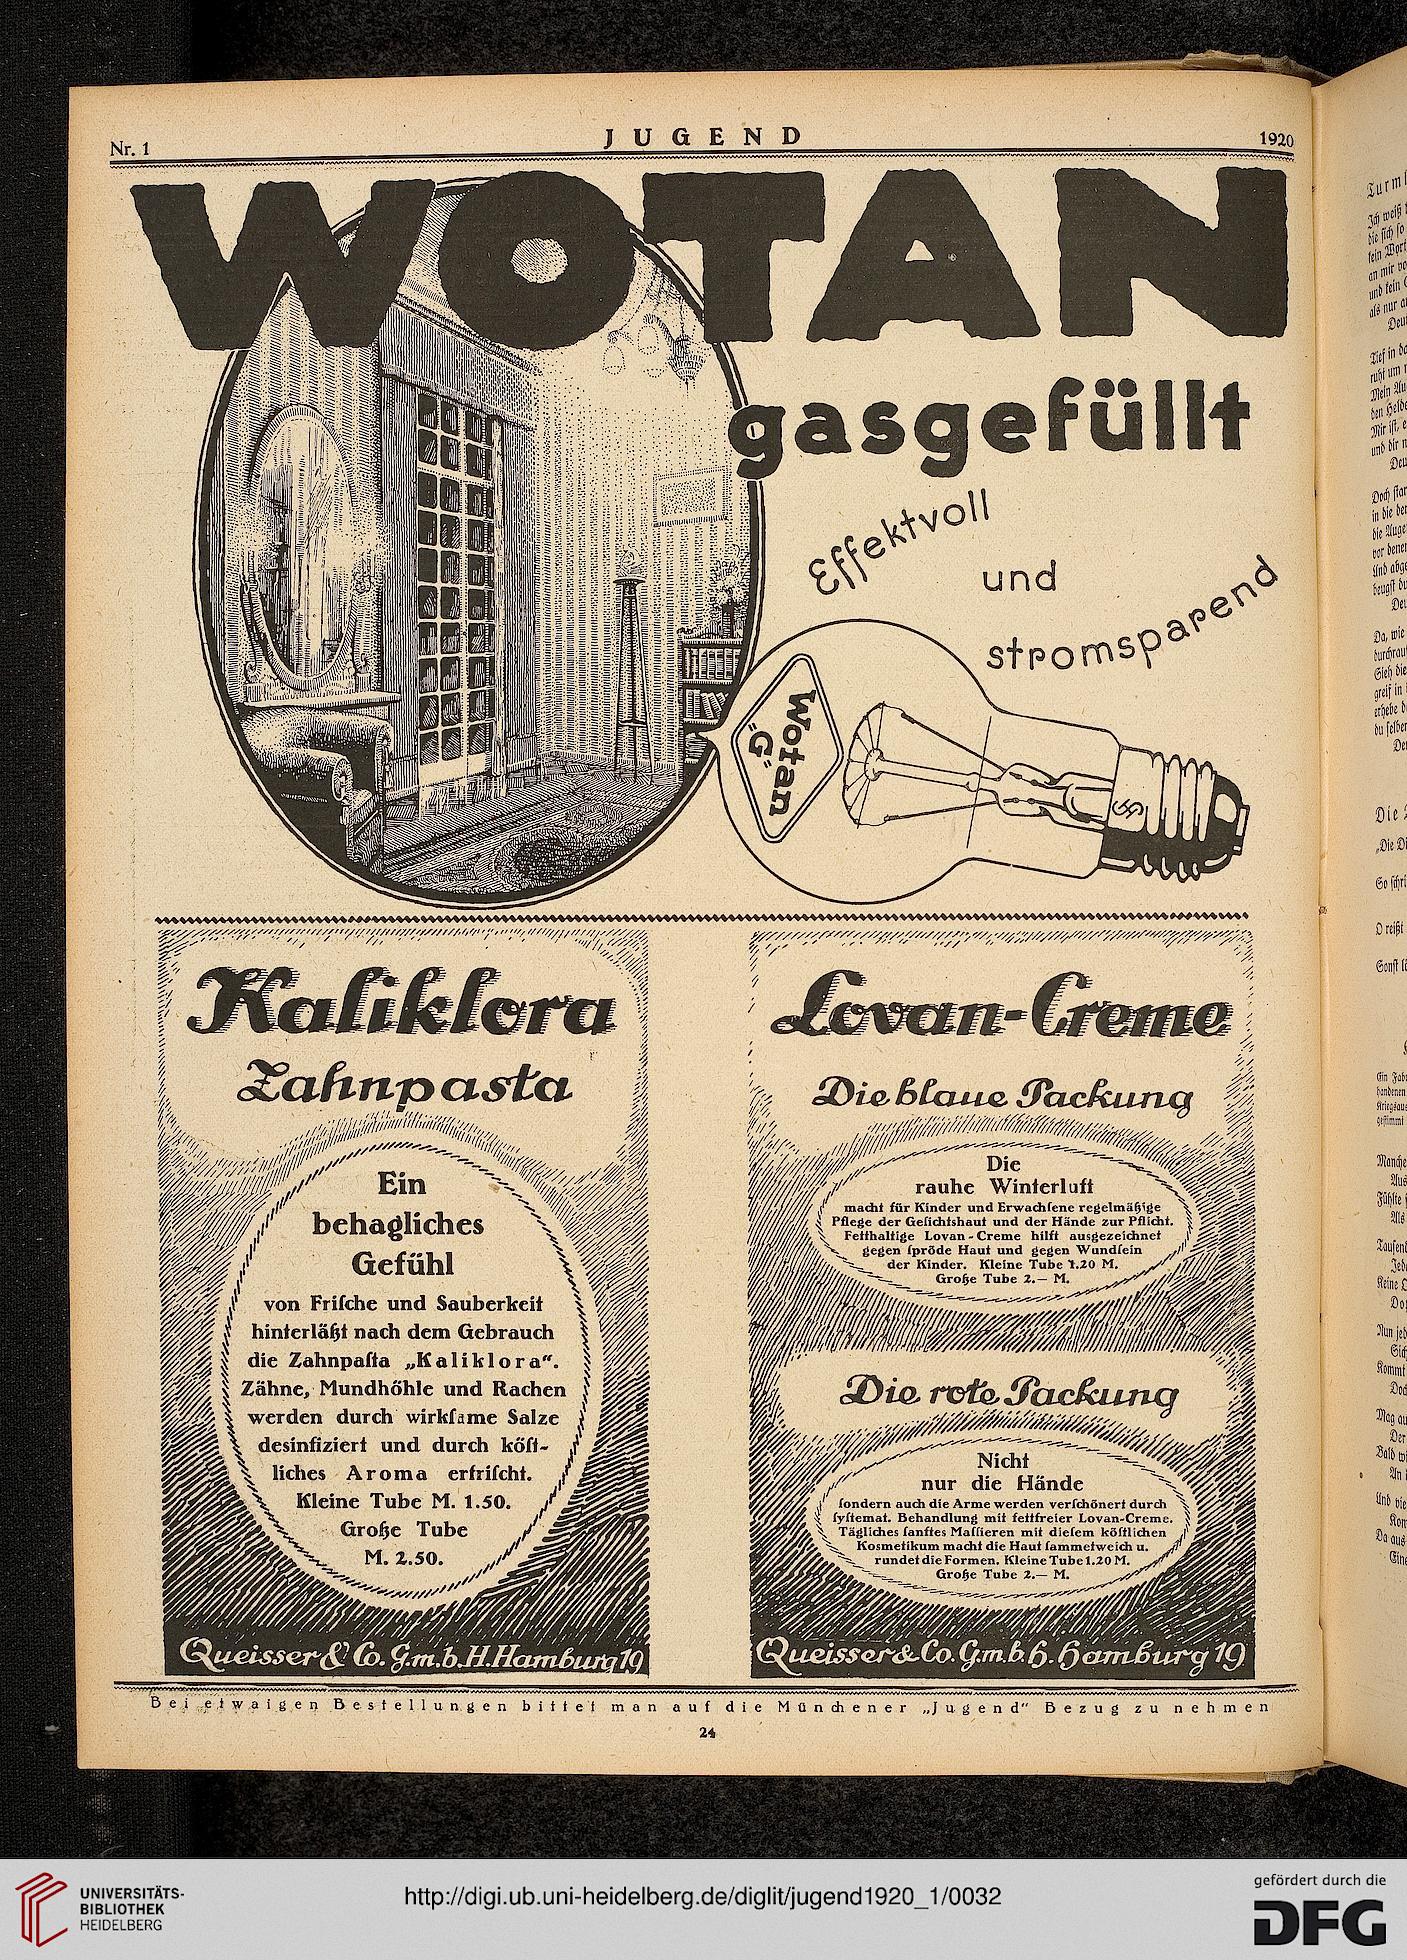 Nr. 1
JUGEND
1920
WOTAN
gasgefüllt
Effektvoll
und
stromsparend
Wotan
„G“
Kaliklora
Zahnpasta
Ein
behagliches
Gefühl
von Friſche und Sauberkeit
hinterläßt nach dem Gebrauch
die Zahnpaſta „Kaliklora“.
Zähne, Mundhöhle und Rachen
werden durch wirkſame Salze
desinfiziert und durch köſt-
liches Aroma erfriſcht.
Kleine Tube M. 1.50.
Große Tube
M. 2.50.
Queisser & Co. G.m.b.H. Hamburg 19
Lovan-Creme
Die blaue Packung
Die
rauhe Winterluft
macht für Kinder und Erwachſene regelmäßige
Pflege der Geſichtshaut und der Hände zur Pflicht.
Fetthaltige Lovan-Creme hilft ausgezeichnet
gegen ſpröde Haut und gegen Wundſein
der Kinder. Kleine Tube 1.20 M.
Große Tube 2.— M.
Die rote Packung
Nicht
nur die Hände
ſondern auch die Arme werden verſchönert durch
ſyſtemat. Behandlung mit fettfreier Lovan-Creme.
Tägliches ſanftes Maſſieren mit dieſem köſtlichen
Kosmetikum macht die Haut ſammetweich u.
rundet die Formen. Kleine Tube 1.20 M.
Große Tube 2.— M.
Queisser & Co. G.m.b.H. Hamburg 19
Bei etwaigen Bestellungen bittet man auf die Münchener „Jugend“ Bezug zu nehmen
24
UNIVERSITÄTS-
BIBLIOTHEK
HEIDELBERG
http://digi.ub.uni-heidelberg.de/diglit/jugend1920_1/0032
gefördert durch die
DFG